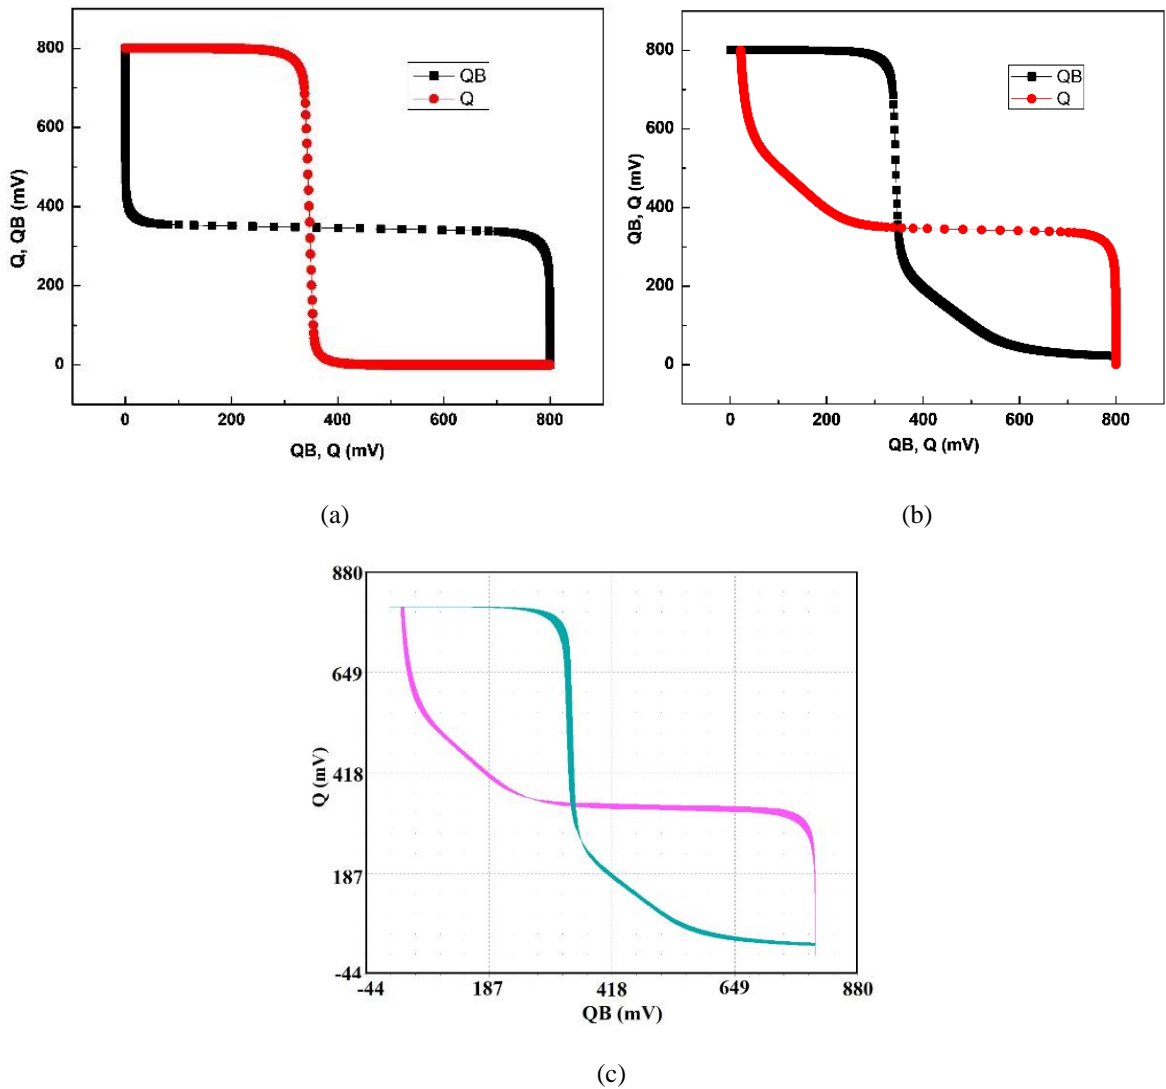 800
600
400
200
0
Q, QB (mV)
QB
Q
0 200 400 600 800
QB, Q (mV)
(a)
800
600
400
200
0
QB, Q (mV)
QB
Q
0 200 400 600 800
QB, Q (mV)
(b)
880
649
418
187
-44
Q (mV)
-44 187 418 649 880
QB (mV)
(c)